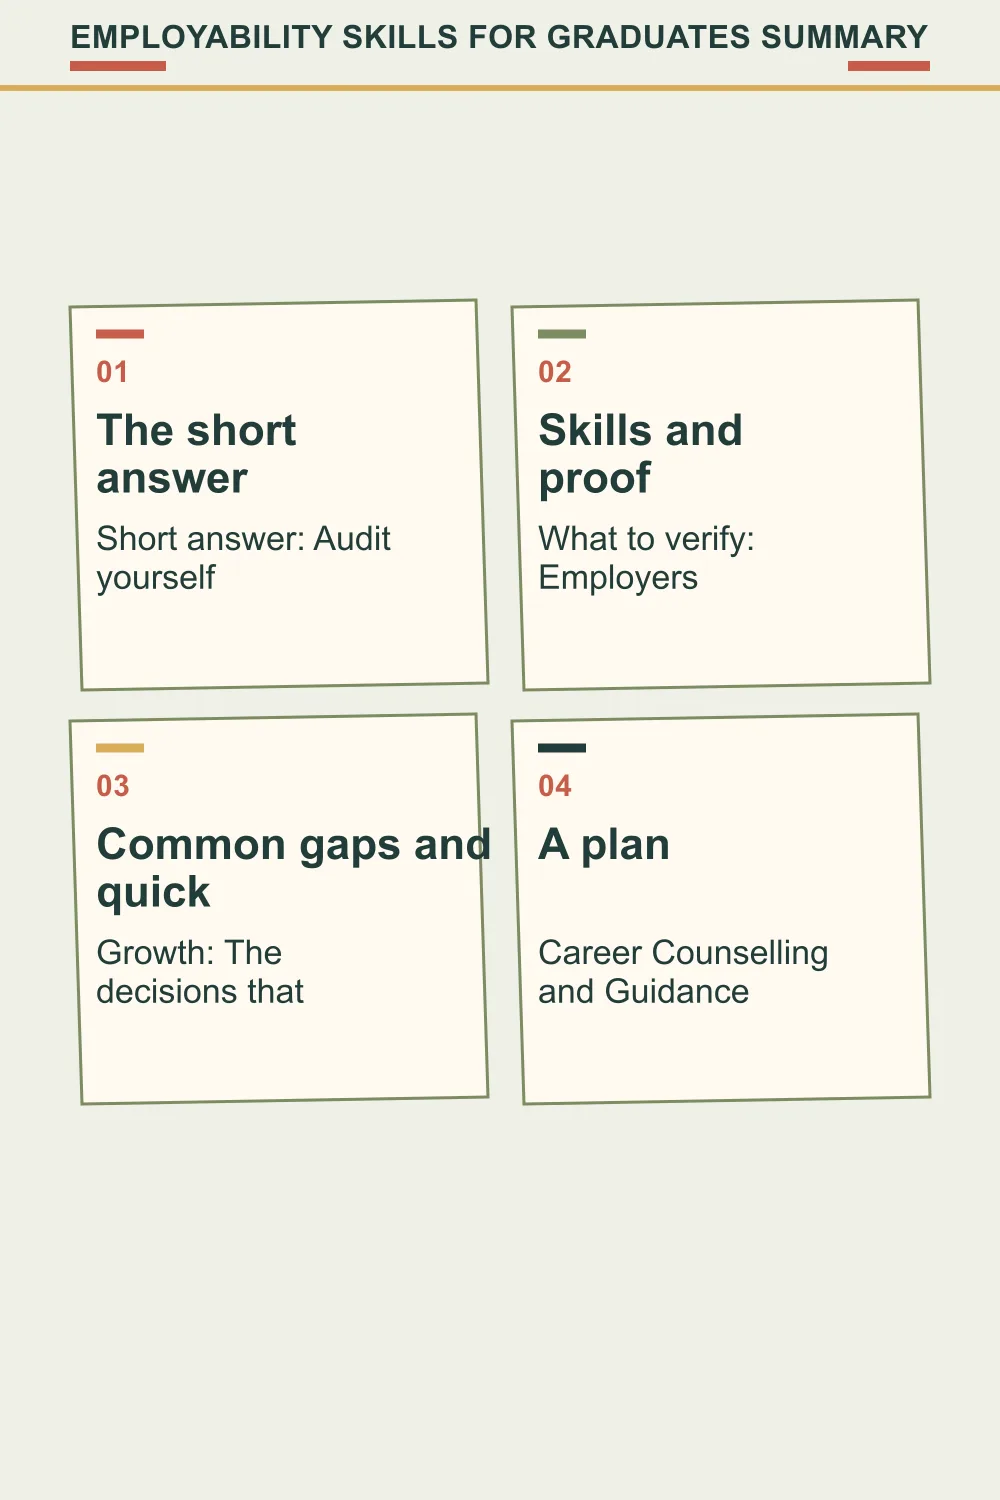 EMPLOYABILITY SKILLS FOR GRADUATES SUMMARY
01
The short
answer
Short answer: Audit
yourself
02
Skills and
proof
What to verify:
Employers
03
Common gaps and
quick
Growth: The
decisions that
04
A plan
Career Counselling
and Guidance